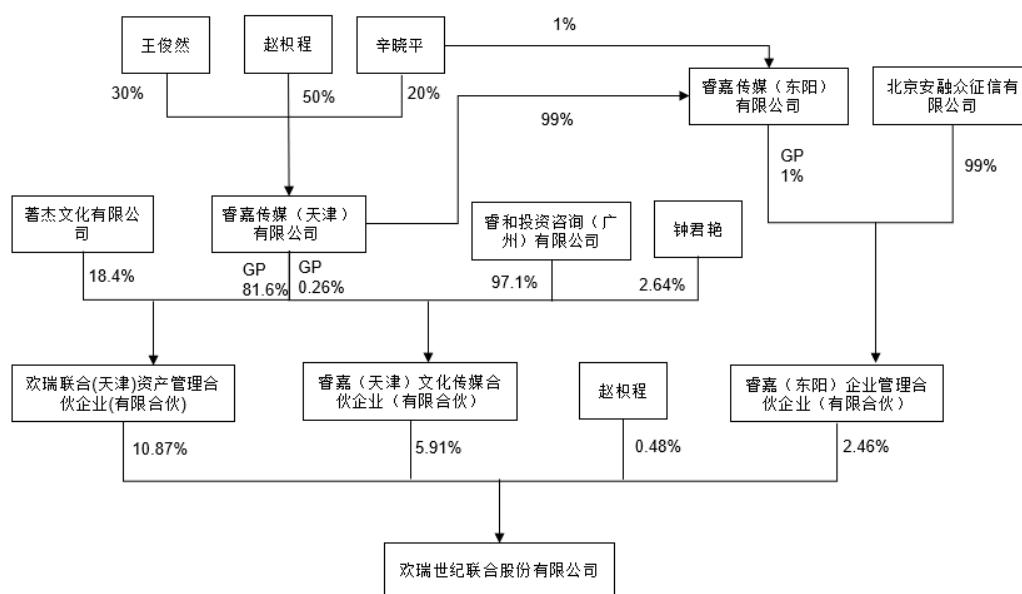 1%
王俊然
赵枳程
辛晓平
睿嘉传媒（东阳）
有限公司
北京安融众征信有
限公司
30%
50%
20%
99%
GP
1%
99%
蓍杰文化有限公
司
睿嘉传媒（天津）
有限公司
睿和投资咨询（广
州）有限公司
钟君艳
18.4%
GP
81.6%
GP
0.26%
97.1%
2.64%
欢瑞联合(天津)资产管理合
伙企业(有限合伙)
睿嘉（天津）文化传媒合
伙企业（有限合伙）
赵枳程
睿嘉（东阳）企业管理合
伙企业（有限合伙）
10.87%
5.91%
0.48%
2.46%
欢瑞世纪联合股份有限公司